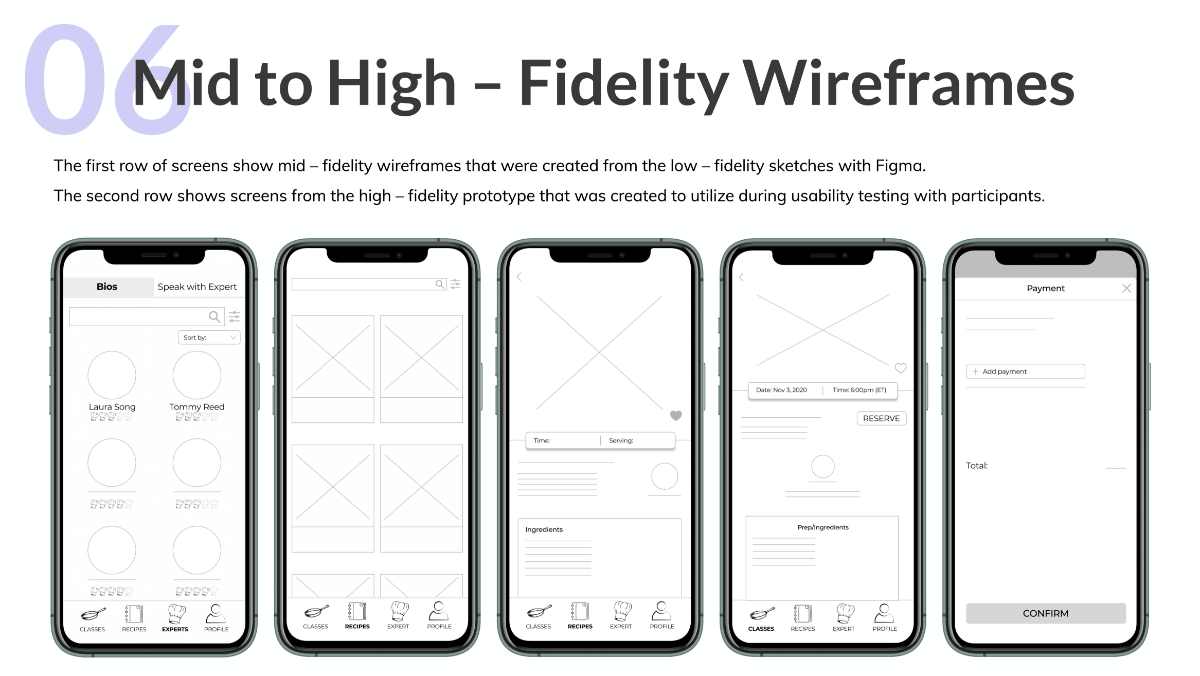 06
Mid to High – Fidelity Wireframes
The first row of screens show mid – fidelity wireframes that were created from the low – fidelity sketches with Figma.
The second row shows screens from the high – fidelity prototype that was created to utilize during usability testing with participants.
Bios
Speak with Expert
Sort by:
Laura Song
Tommy Reed
CLASSES
RECIPES
EXPERTS
PROFILE
CLASSES
RECIPES
EXPERT
PROFILE
Time:
Serving:
Ingredients
CLASSES
RECIPES
EXPERT
PROFILE
Date: Nov 3, 2020
Time: 6:00pm (ET)
RESERVE
Prep/Ingredients
CLASSES
RECIPES
EXPERT
PROFILE
Payment
+ Add payment
Total:
CONFIRM